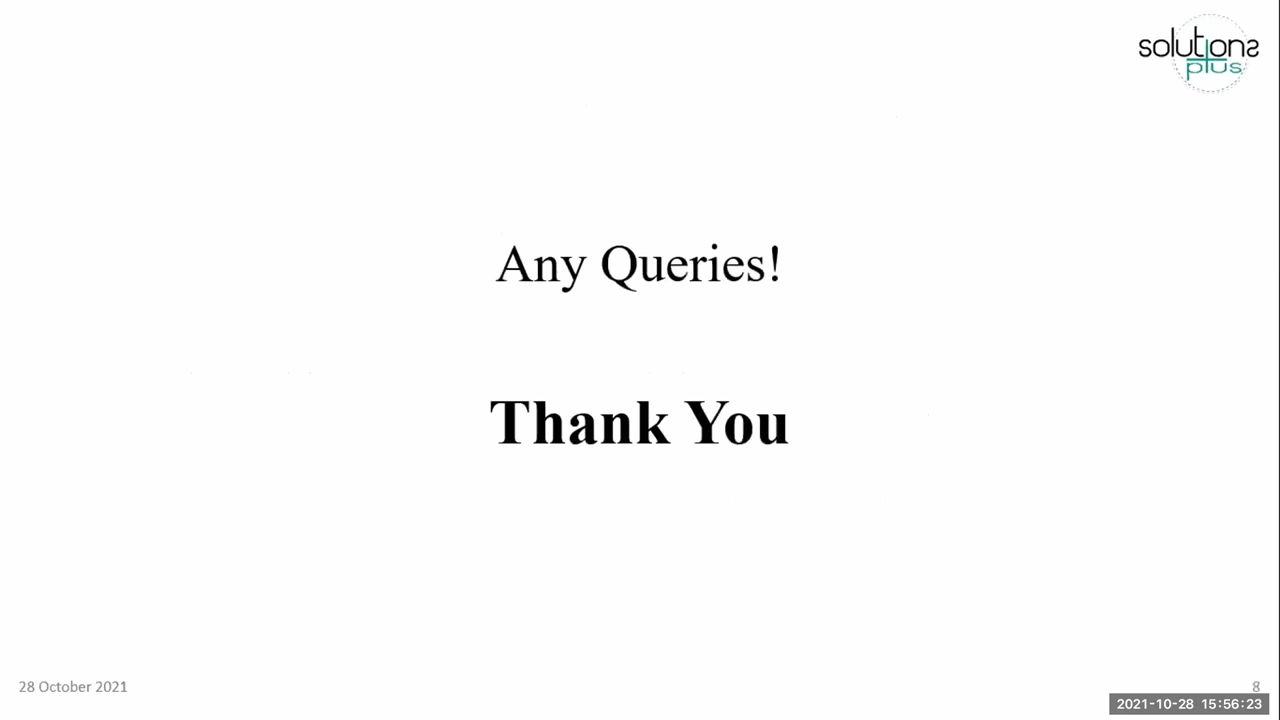 solutions
plus
Any Queries!
Thank You
28 October 2021
8
2021-10-28 15:56:23